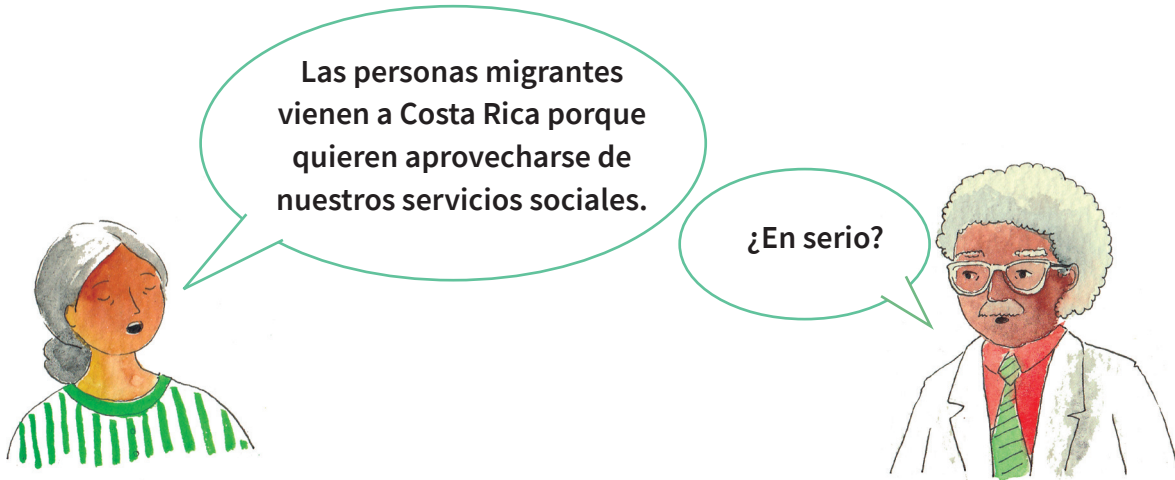 Las personas migrantes
vienen a Costa Rica porque
quieren aprovecharse de
nuestros servicios sociales.
¿En serio?